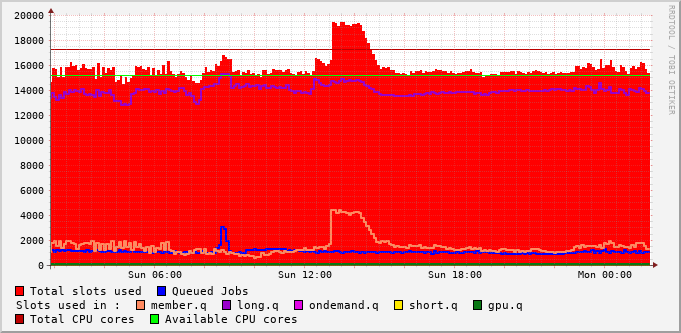 20000
18000
16000
14000
12000
10000
8000
6000
4000
2000
0
Sun 06:00 Sun 12:00 Sun 18:00 Mon 00:00
RRDTOOL / TOBI OETIKER
Total slots used Queued Jobs
Slots used in : member.q long.q ondemand.q short.q gpu.q
Total CPU cores Available CPU cores